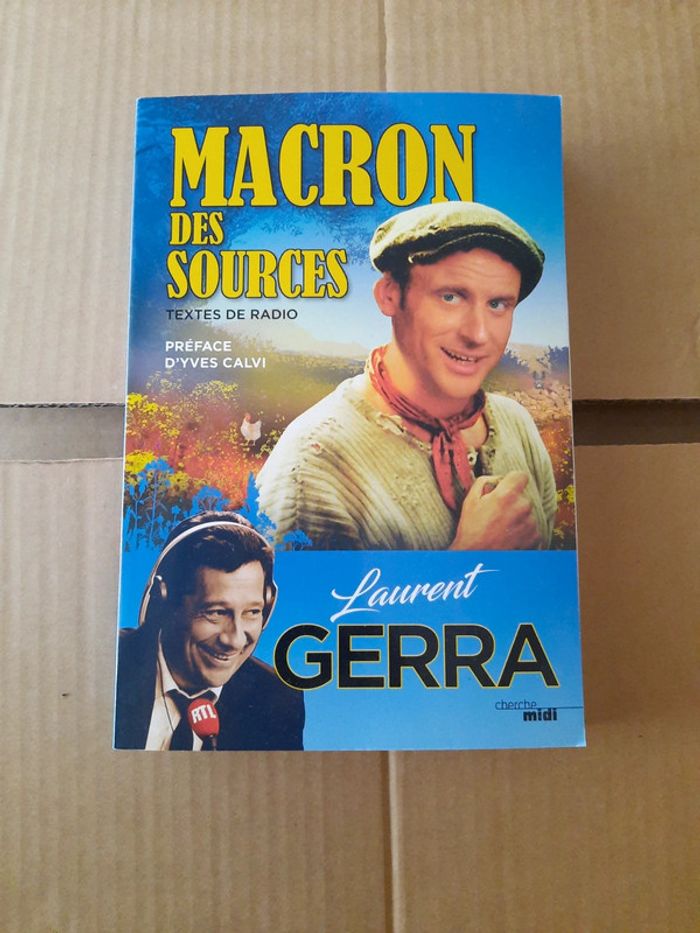 MACRON
DES
SOURCES
TEXTES DE RADIO
PRÉFACE
D'YVES CALVI
Laurent
GERRA
RTL
cherche
midi